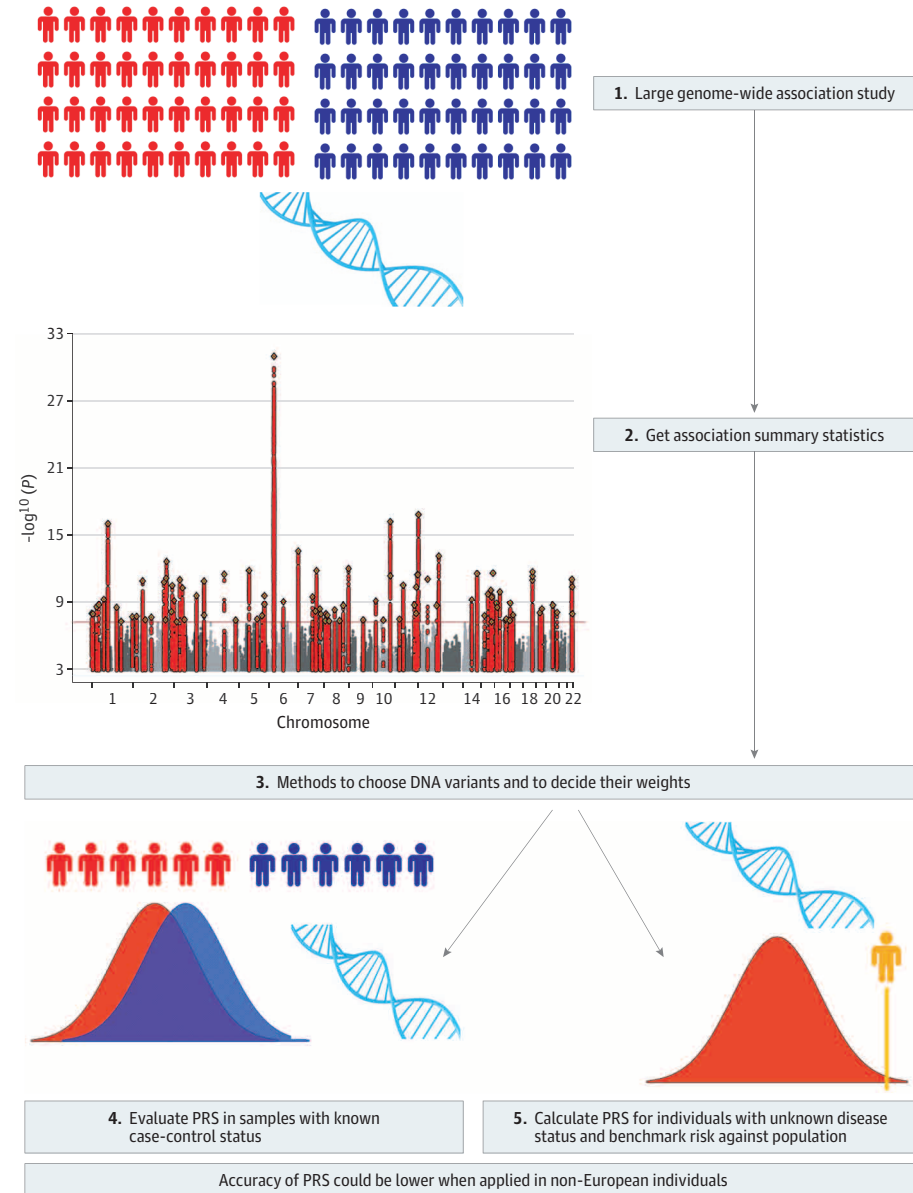 1. Large genome-wide association study
33
27
2. Get association summary statistics
21
-log10 (P)
15
9
3
1 2 3 4 5 6 7 8 9 10 12 14 16 18 20 22
Chromosome
3. Methods to choose DNA variants and to decide their weights
4. Evaluate PRS in samples with known
case-control status
5. Calculate PRS for individuals with unknown disease
status and benchmark risk against population
Accuracy of PRS could be lower when applied in non-European individuals